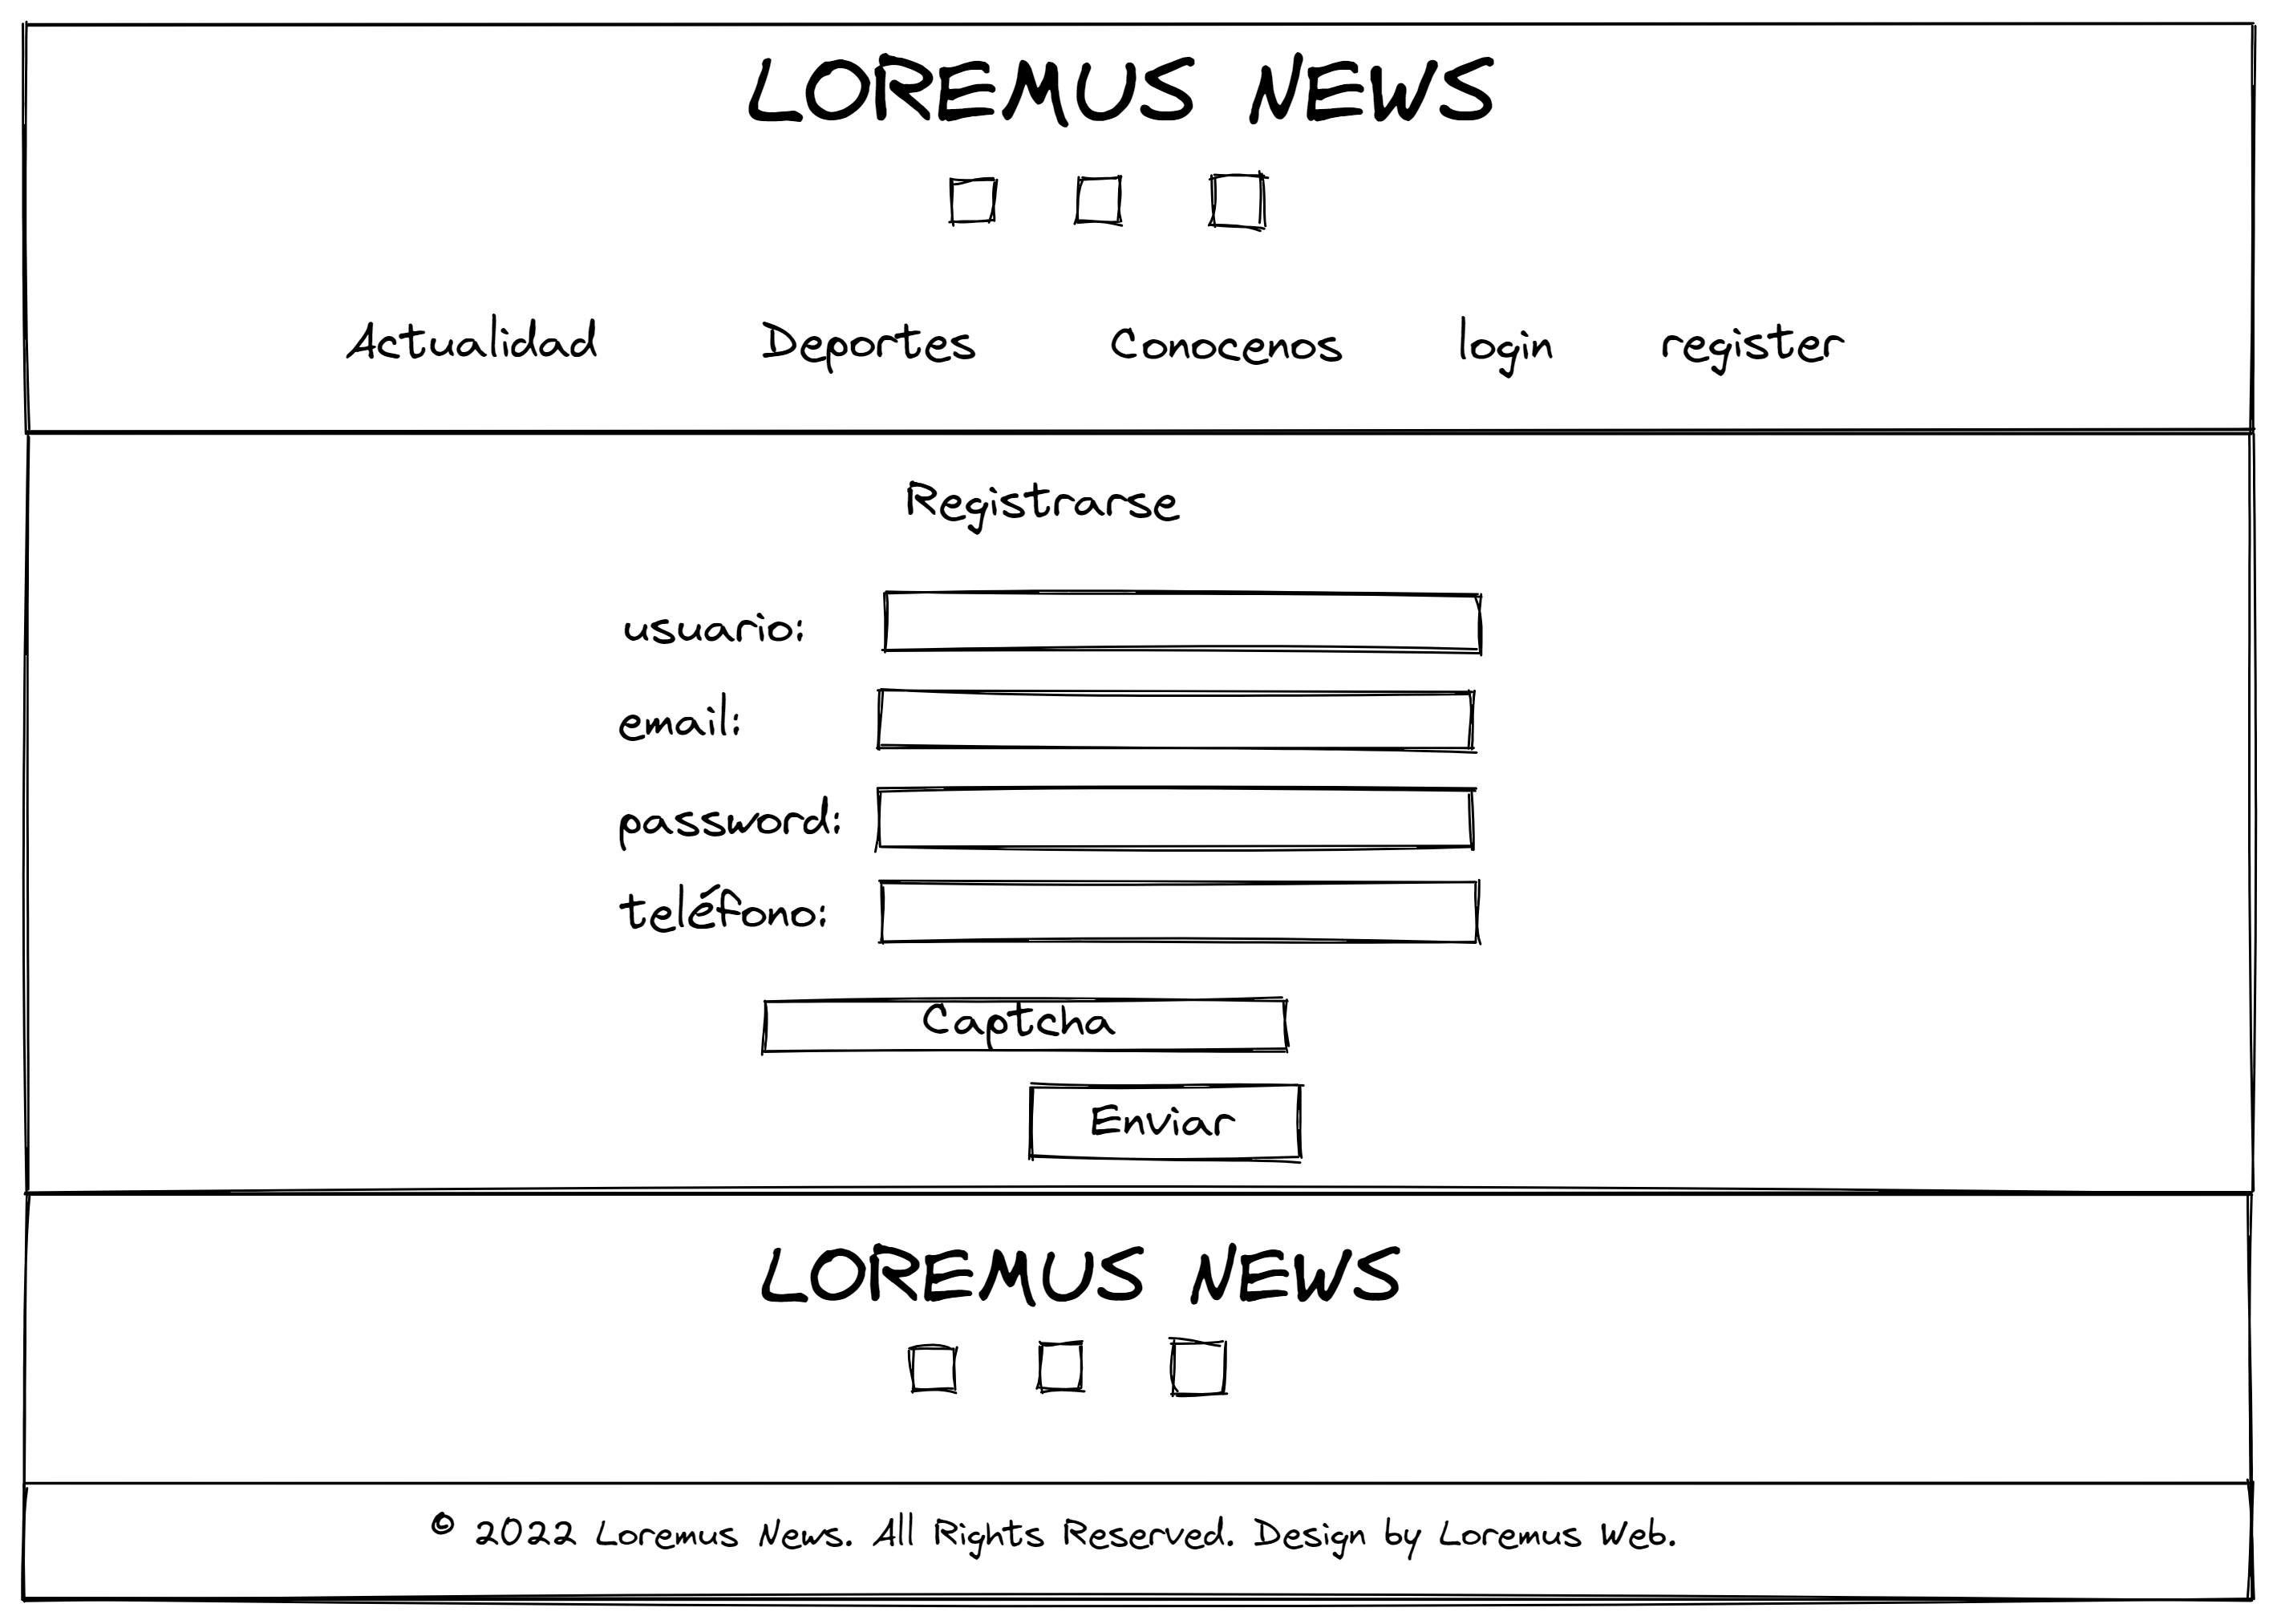 LOREMUS NEWS
Actualidad Deportes Conocenos login register
Registrarse
usuario:
email:
password:
teléfono:
Captcha
Enviar
LOREMUS NEWS
© 2022 Loremus News. All Rights Reserved. Design by Loremus Web.